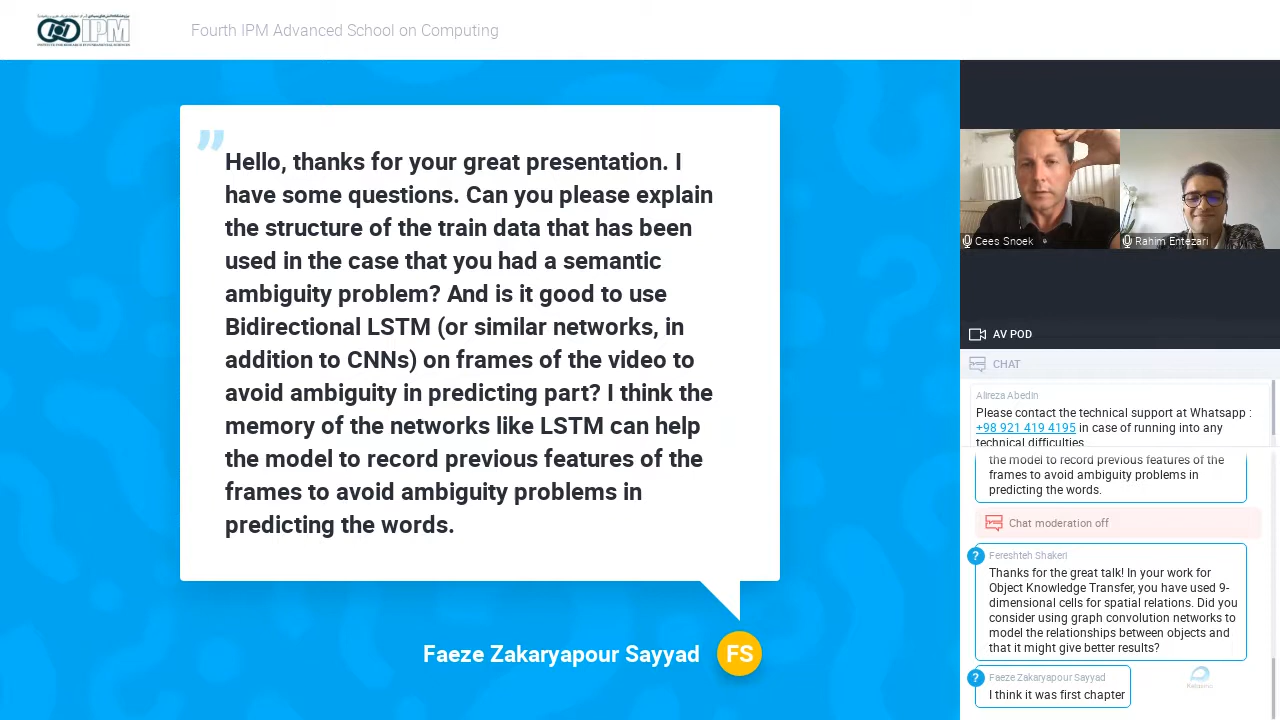 IPM
Fourth IPM Advanced School on Computing
Hello, thanks for your great presentation. I
have some questions. Can you please explain
the structure of the train data that has been
used in the case that you had a semantic
ambiguity problem? And is it good to use
Bidirectional LSTM (or similar networks, in
addition to CNNs) on frames of the video to
avoid ambiguity in predicting part? I think the
memory of the networks like LSTM can help
the model to record previous features of the
frames to avoid ambiguity problems in
predicting the words.
Faeze Zakaryapour Sayyad
FS
Cees Snoek
Rahim Entezari
AV POD
CHAT
Alireza Abedin
Please contact the technical support at Whatsapp :
+98 921 419 4195 in case of running into any
technical difficulties
the model to record previous features of the
frames to avoid ambiguity problems in
predicting the words.
Chat moderation off
?
Fereshteh Shakeri
Thanks for the great talk! In your work for
Object Knowledge Transfer, you have used 9-
dimensional cells for spatial relations. Did you
consider using graph convolution networks to
model the relationships between objects and
that it might give better results?
?
Faeze Zakaryapour Sayyad
I think it was first chapter